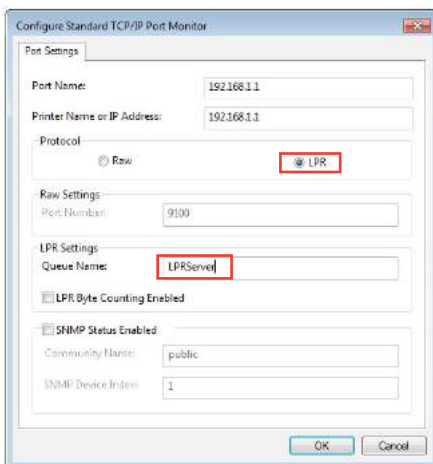 Configure Standard TCP/IP Port Monitor
Port Settings
Port Name: 192.168.1.1
Printer Name or IP Address: 192.168.1.1
Protocol
Raw LPR
Raw Settings
Port Number: 9100
LPR Settings
Queue Name: LPRServer
LPR Byte Counting Enabled
SNMP Status Enabled
Community Name: public
SNMP Device Index: 1
OK Cancel